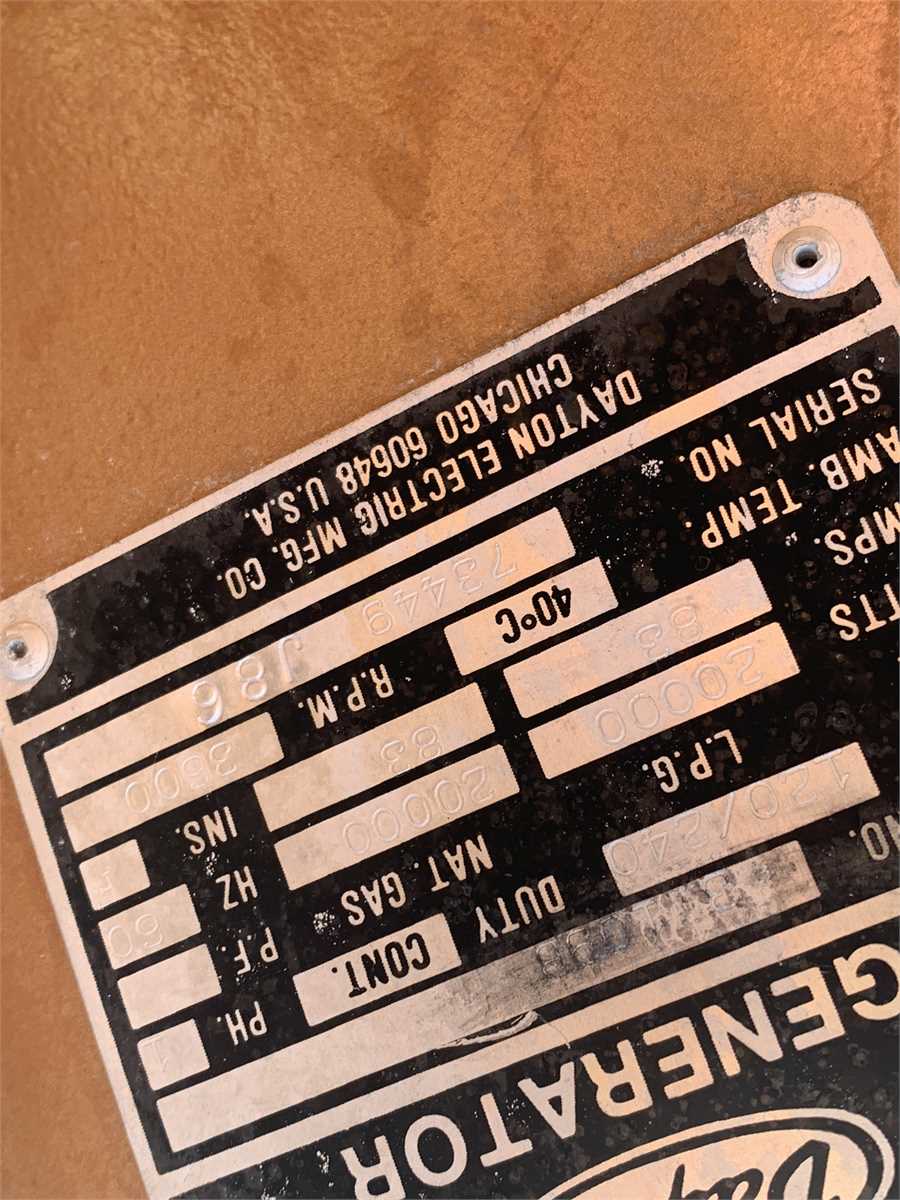 GENERATOR
NO.
120/240 DUTY CONT. PH. 1
L.P.G. NAT. GAS P.F.
TTS 20000 20000 HZ 60
MPS. 83 83 INS. F
AMB. TEMP. 40°C R.P.M. 3600
SERIAL NO. 73449 J86
DAYTON ELECTRIC MFG. CO.
CHICAGO 60648 U.S.A.